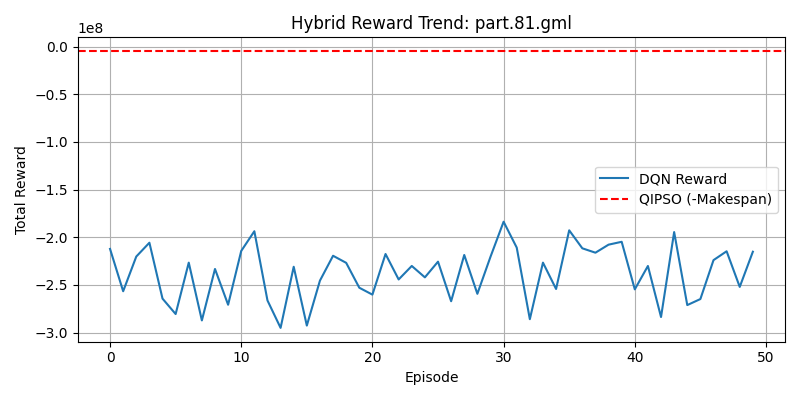 Hybrid Reward Trend: part.81.gml
1e8
0.0
−0.5
−1.0
−1.5
−2.0
−2.5
−3.0
Total Reward
DQN Reward
QIPSO (-Makespan)
0
10
20
30
40
50
Episode